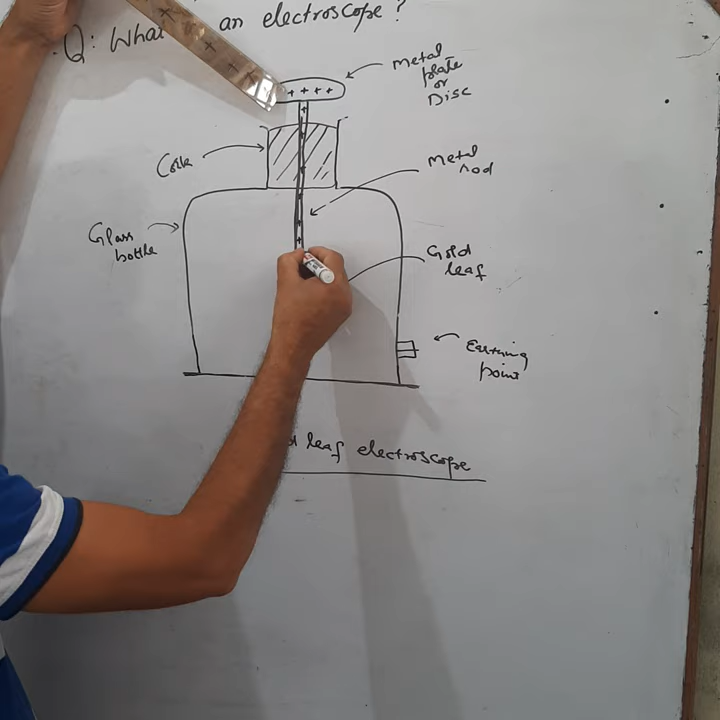 Q: What an electroscope?
Metal
plate
or
Disc
Cork
Metal
rod
Glass
bottle
Gold
leaf
Earthing
point
leaf electroscope